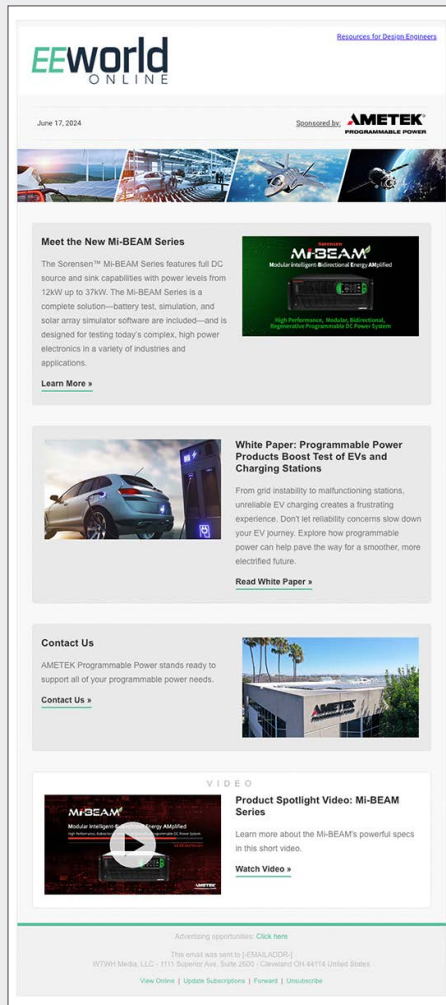 Resources for Design Engineers
EEworld
ONLINE
June 17, 2024
Sponsored by:
AMETEK®
PROGRAMMABLE POWER
Meet the New Mi-BEAM Series
The Sorensen™ Mi-BEAM Series features full DC
source and sink capabilities with power levels from
12kW up to 37kW. The Mi-BEAM Series is a
complete solution—battery test, simulation, and
solar array simulator software are included—and is
designed for testing today's complex, high power
electronics in a variety of industries and
applications.
Learn More »
SORENSEN
Mi-BEAM
Modular Intelligent Bidirectional Energy AMplified
High Performance, Modular, Bidirectional,
Regenerative Programmable DC Power System
White Paper: Programmable Power
Products Boost Test of EVs and
Charging Stations
From grid instability to malfunctioning stations,
unreliable EV charging creates a frustrating
experience. Don't let reliability concerns slow down
your EV journey. Explore how programmable
power can help pave the way for a smoother, more
electrified future.
Read White Paper »
Contact Us
AMETEK Programmable Power stands ready to
support all of your programmable power needs.
Contact Us »
AMETEK
VIDEO
Mi-BEAM
Modular Intelligent Bidirectional Energy AMplified
AMETEK
Product Spotlight Video: Mi-BEAM
Series
Learn more about the Mi-BEAM's powerful specs
in this short video.
Watch Video »
Advertising opportunities: Click here
This email was sent to [-EMAILADDR-]
WTWH Media, LLC - 1111 Superior Ave, Suite 2600 - Cleveland OH 44114 United States
View Online | Update Subscriptions | Forward | Unsubscribe